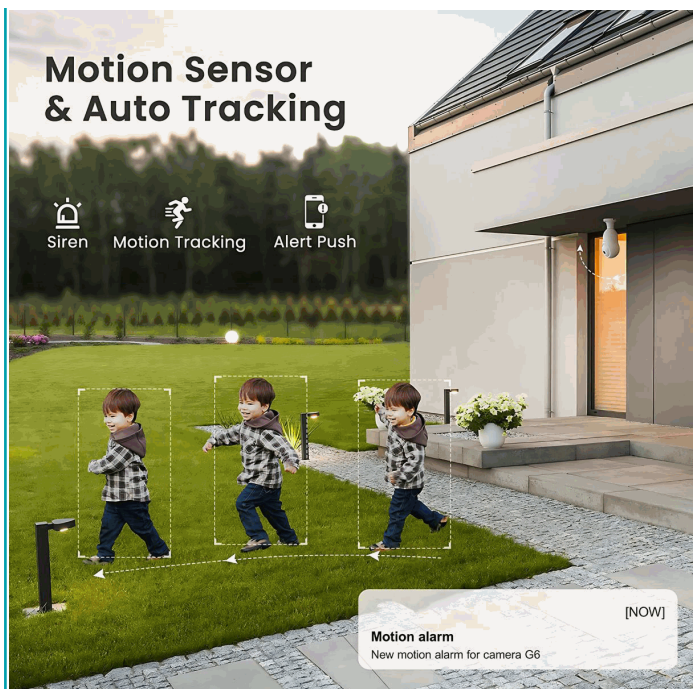 Motion Sensor
& Auto Tracking
Siren
Motion Tracking
Alert Push
[NOW]
Motion alarm
New motion alarm for camera G6